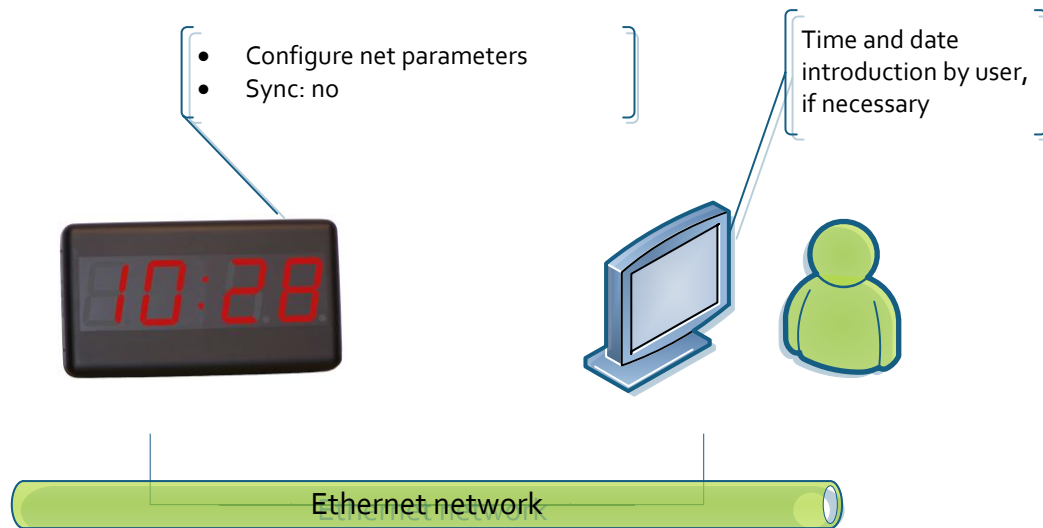 • Configure net parameters
• Sync: no
Time and date
introduction by user,
if necessary
10:28
Ethernet network